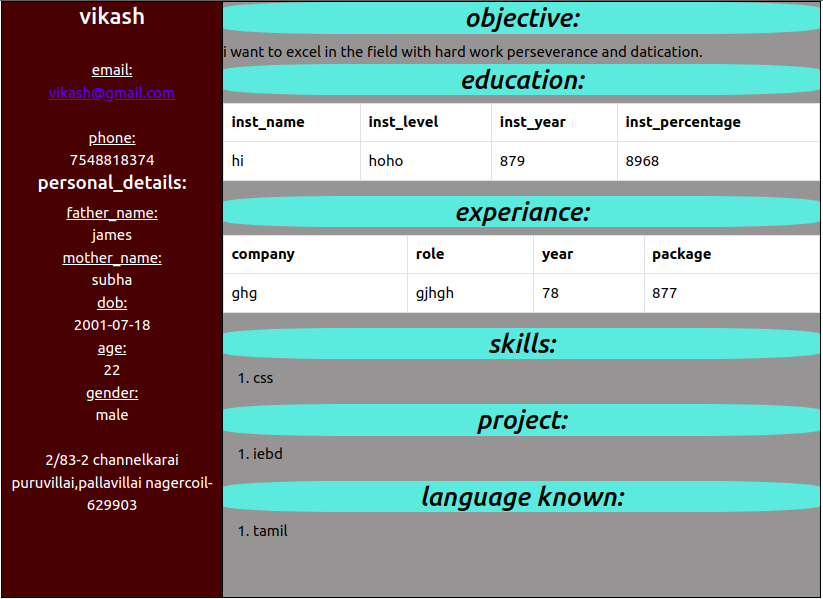 vikash
email:
vikash@gmail.com
phone:
7548818374
personal_details:
father_name:
james
mother_name:
subha
dob:
2001-07-18
age:
22
gender:
male
2/83-2 channelkarai
puruvillai,pallavillai nagercoil-
629903
objective:
i want to excel in the field with hard work perseverance and datication.
education:
inst_name inst_level inst_year inst_percentage
hi hoho 879 8968
experiance:
company role year package
ghg gjhgh 78 877
skills:
1. css
project:
1. iebd
language known:
1. tamil